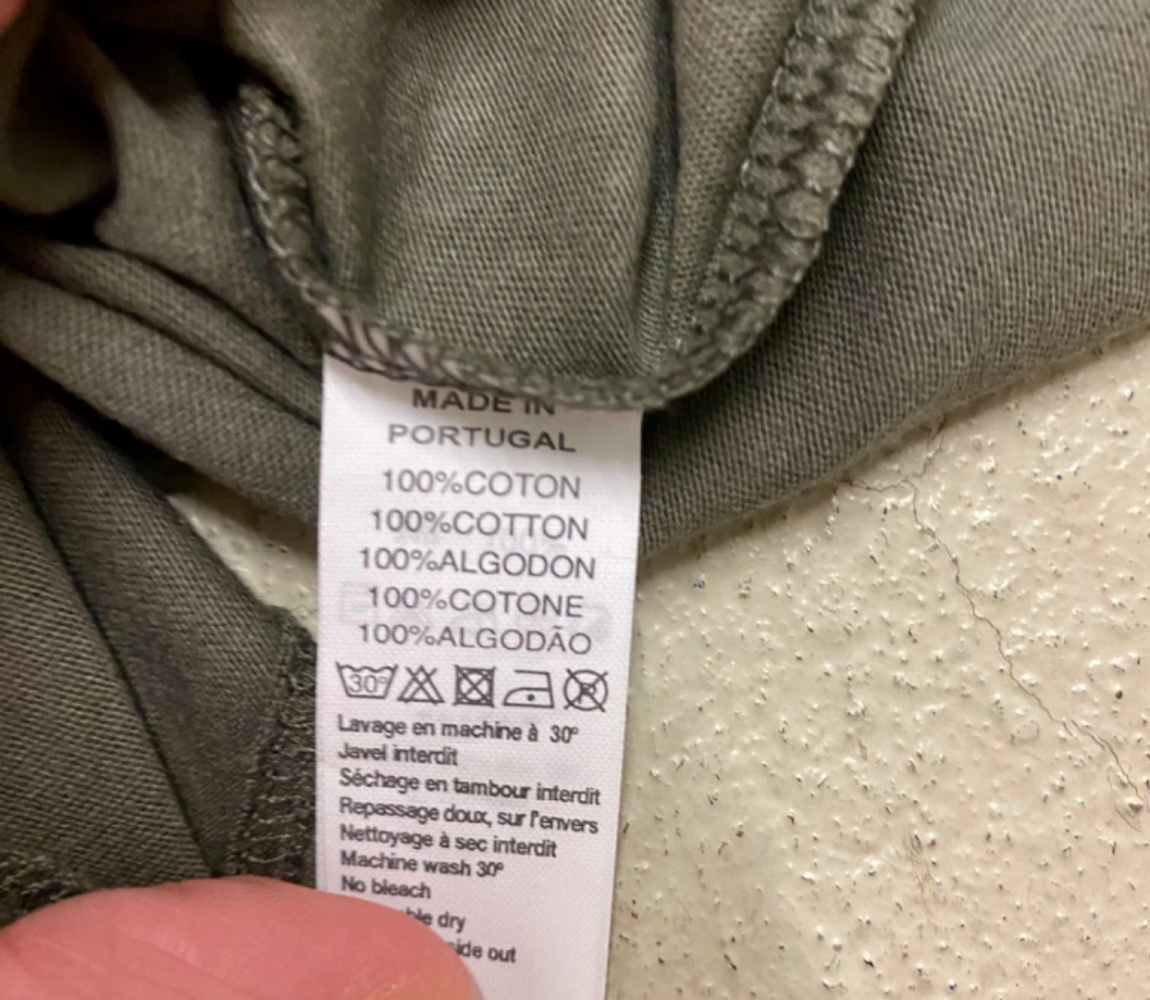 MADE IN
PORTUGAL
100%COTON
100%COTTON
100%ALGODON
100%COTONE
100%ALGODÃO
30°
Lavage en machine à 30°
Javel interdit
Séchage en tambour interdit
Repassage doux, sur l'envers
Nettoyage à sec interdit
Machine wash 30°
No bleach
dry
out